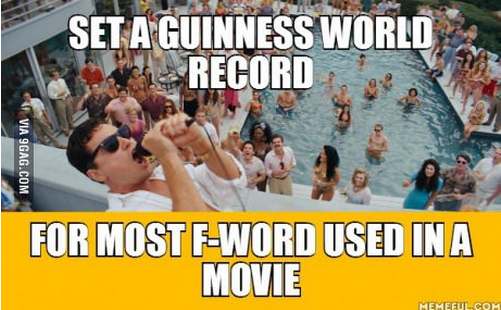 SET A GUINNESS WORLD
RECORD
VIA 9GAG.COM
FOR MOST F-WORD USED IN A
MOVIE
MEMEFUL.COM